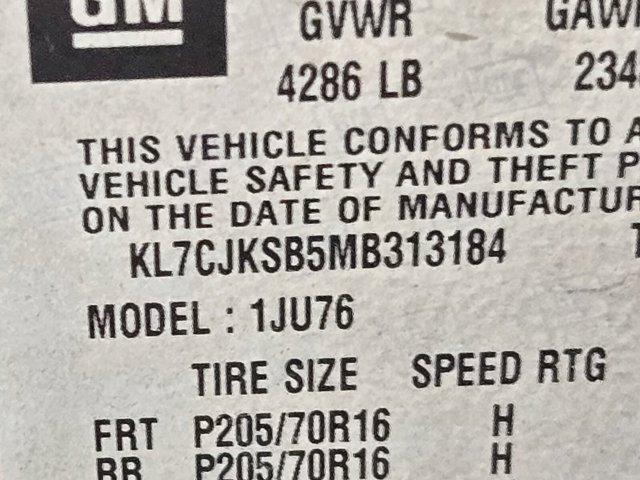 GM
GVWR GAW
4286 LB 234
THIS VEHICLE CONFORMS TO A
VEHICLE SAFETY AND THEFT P
ON THE DATE OF MANUFACTUR
KL7CJKSB5MB313184 T
MODEL : 1JU76
TIRE SIZE SPEED RTG
FRT P205/70R16 H
RR P205/70R16 H